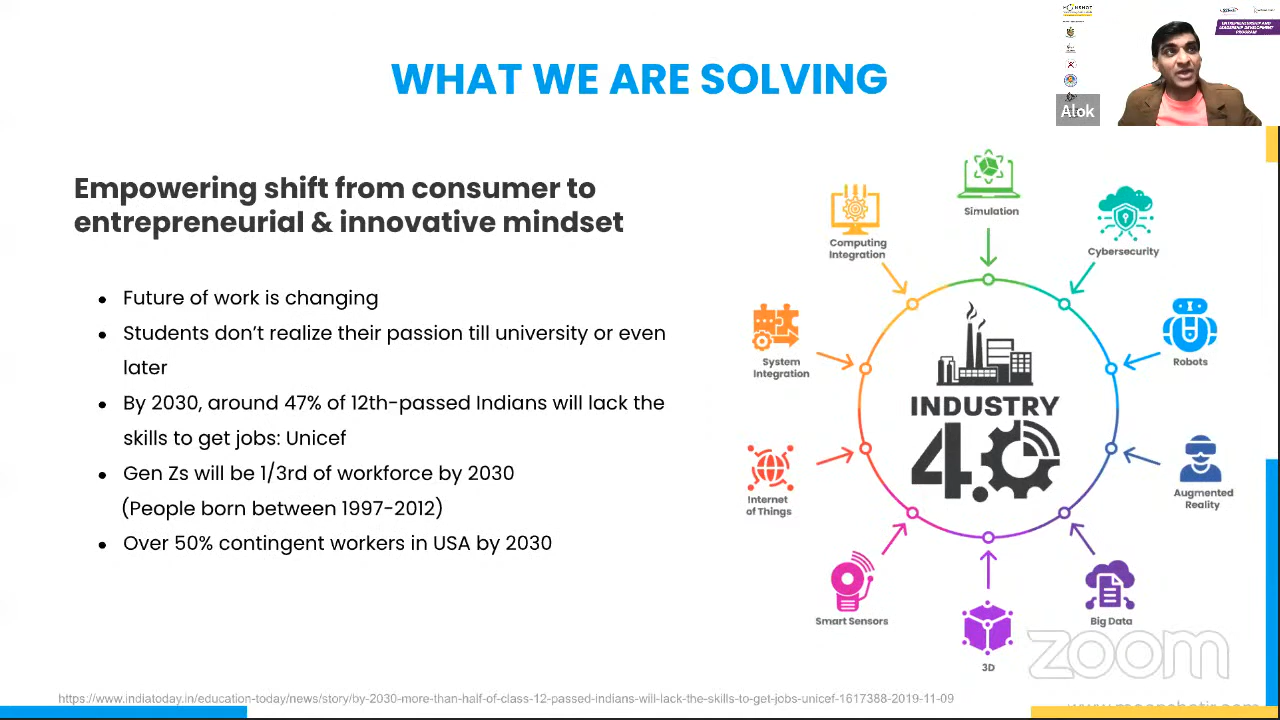 WHAT WE ARE SOLVING
ENTREPRENEURSHIP AND
LEADERSHIP DEVELOPMENT
PROGRAM
Alok
Empowering shift from consumer to
entrepreneurial & innovative mindset
Future of work is changing
Students don't realize their passion till university or even
later
By 2030, around 47% of 12th-passed Indians will lack the
skills to get jobs: Unicef
Gen Zs will be 1/3rd of workforce by 2030
(People born between 1997-2012)
Over 50% contingent workers in USA by 2030
Simulation
Computing
Integration
Cybersecurity
System
Integration
Robots
INDUSTRY
4.0
Internet
of Things
Augmented
Reality
Smart Sensors
Big Data
3D
zoom
https://www.indiatoday.in/education-today/news/story/by-2030-more-than-half-of-class-12-passed-indians-will-lack-the-skills-to-get-jobs-unicef-1617388-2019-11-09